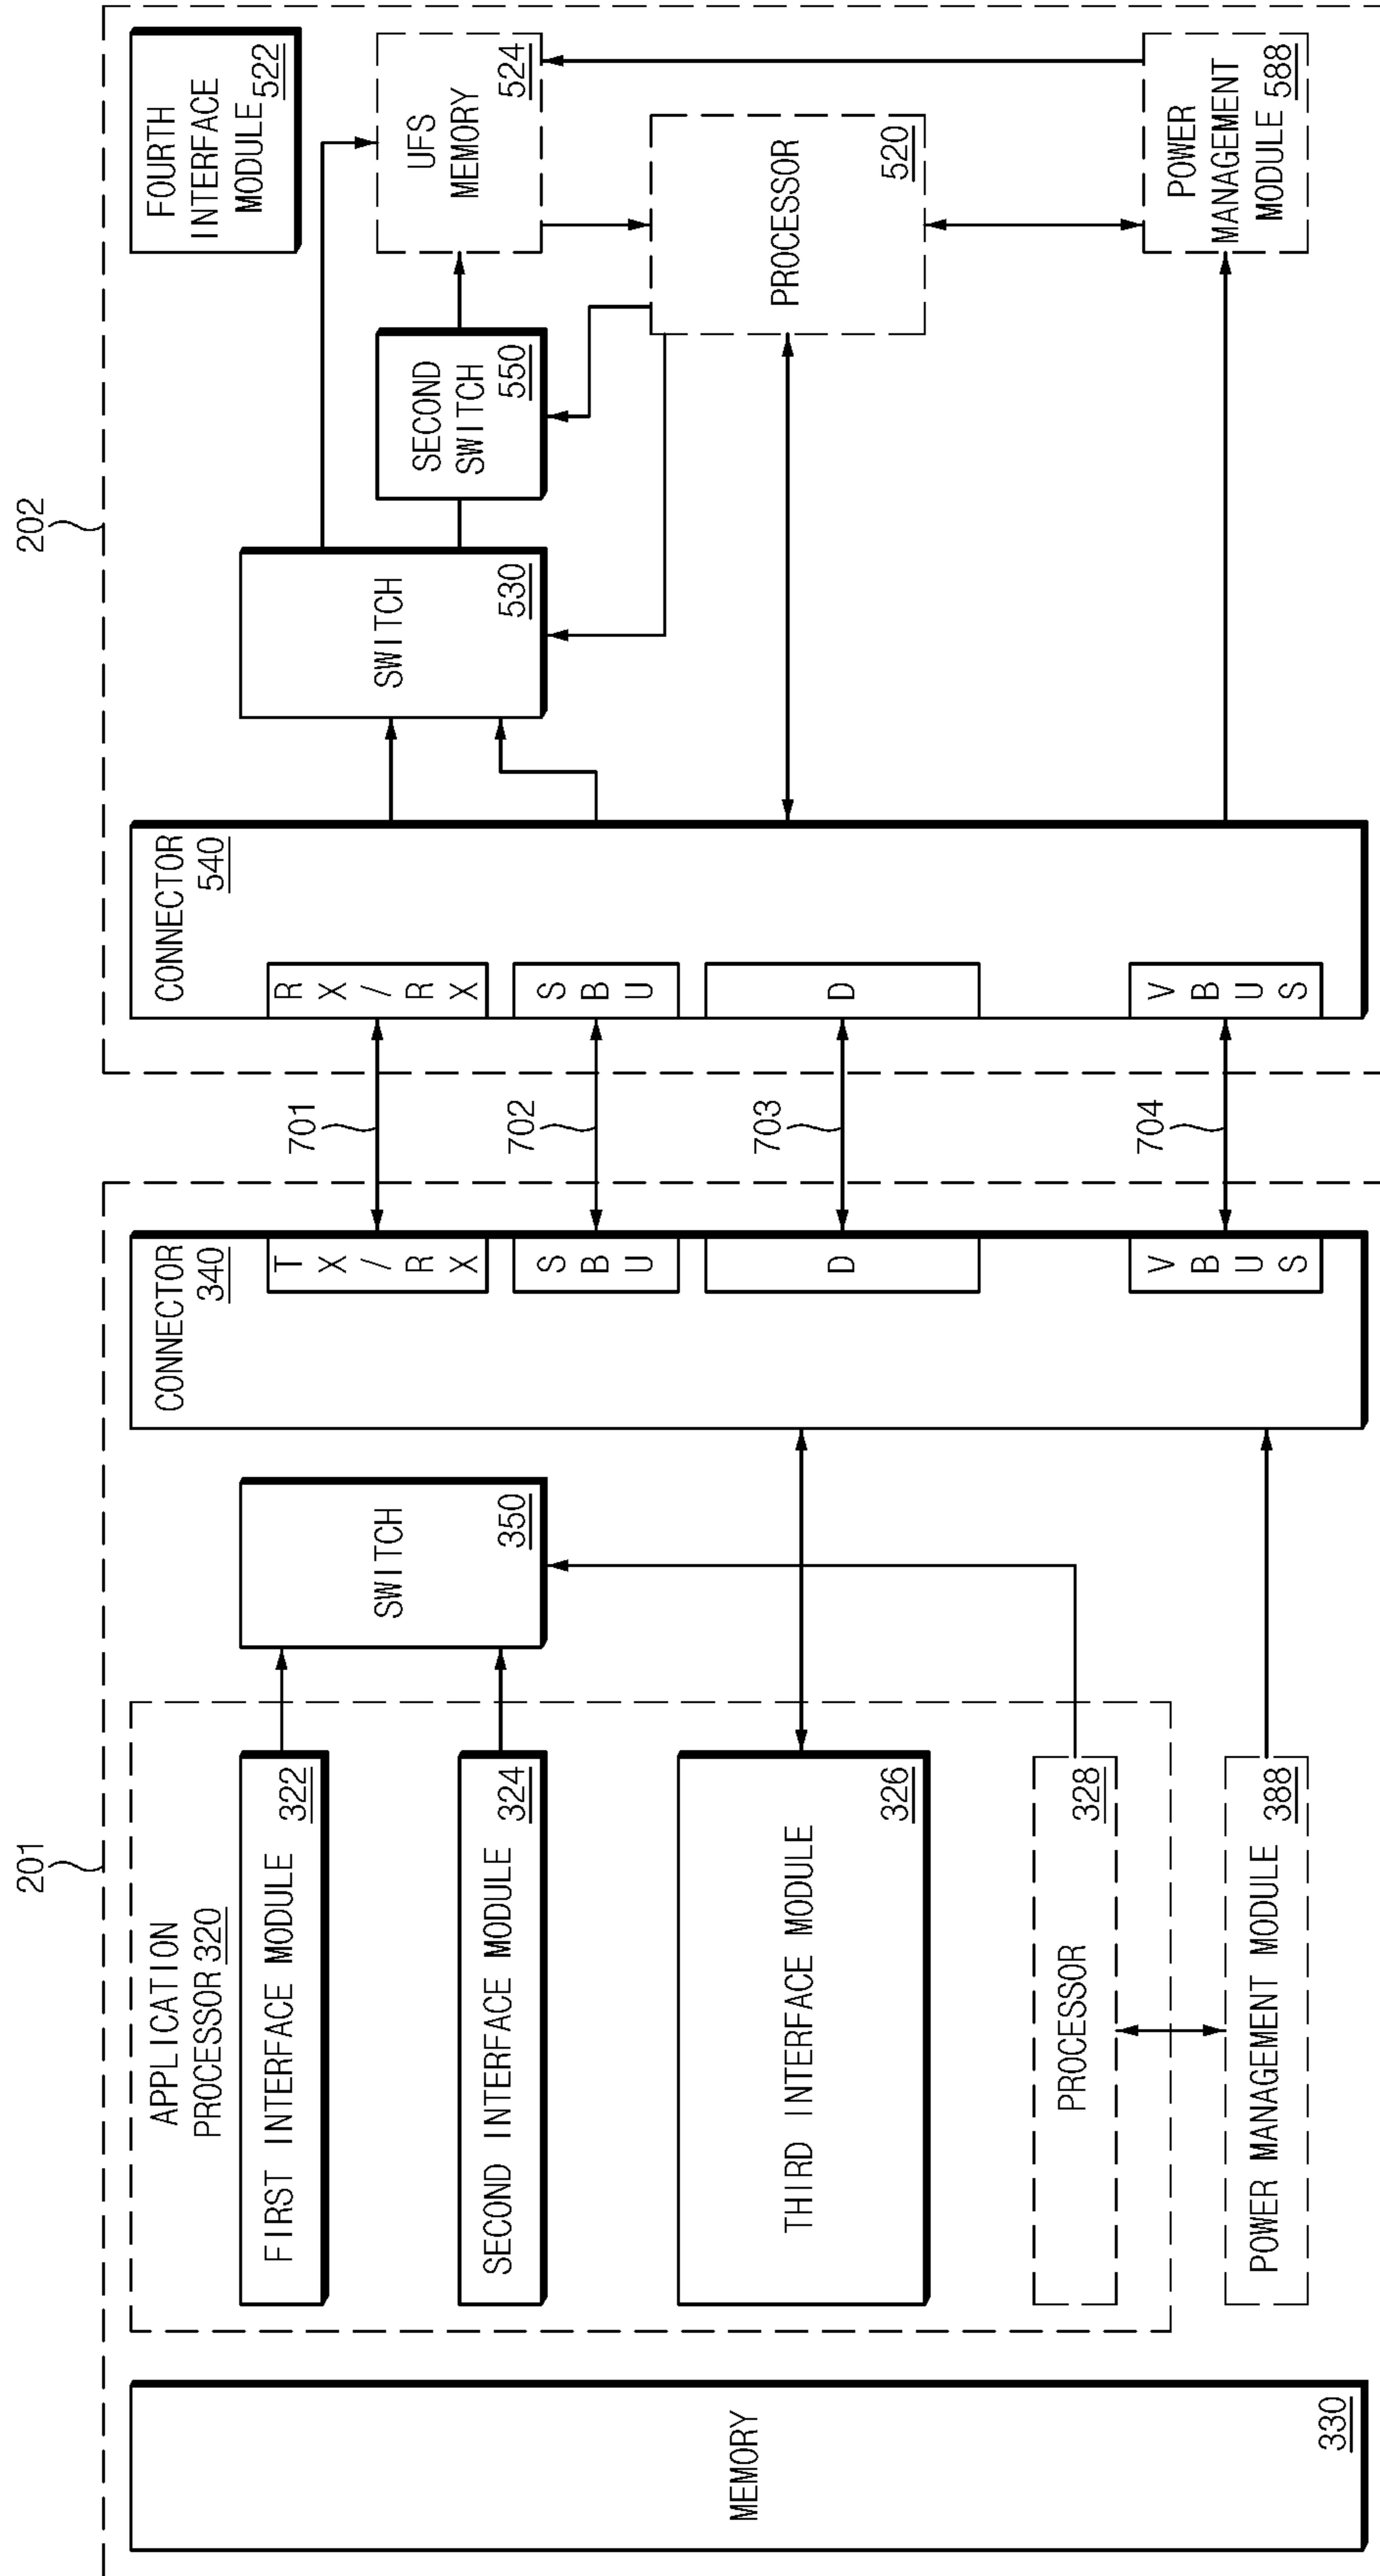 201
MEMORY
330
APPLICATION
PROCESSOR 320
FIRST INTERFACE MODULE
322
SECOND INTERFACE MODULE
324
THIRD INTERFACE MODULE
326
PROCESSOR
328
POWER MANAGEMENT MODULE
388
SWITCH
350
CONNECTOR
340
TX/RX
SBU
D
VBUS
701
702
703
704
202
CONNECTOR
540
RX/RX
SBU
D
VBUS
SWITCH
530
SECOND
SWITCH
550
FOURTH
INTERFACE
MODULE
522
UFS
MEMORY
524
PROCESSOR
520
POWER
MANAGEMENT
MODULE
588